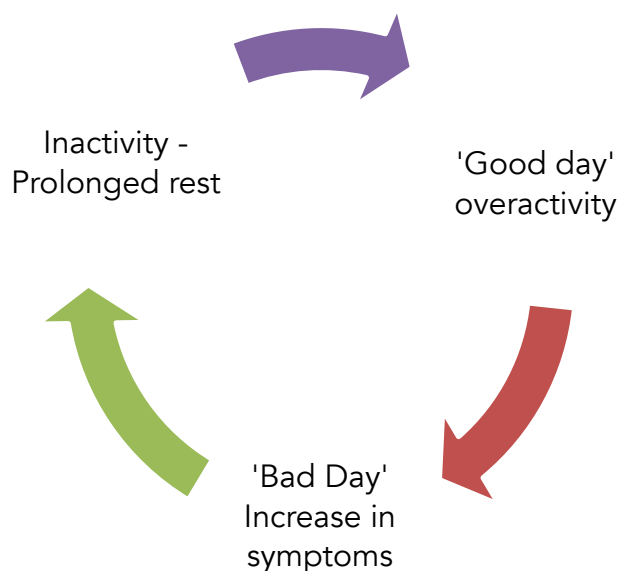 Inactivity -
Prolonged rest
'Good day'
overactivity
'Bad Day'
Increase in
symptoms